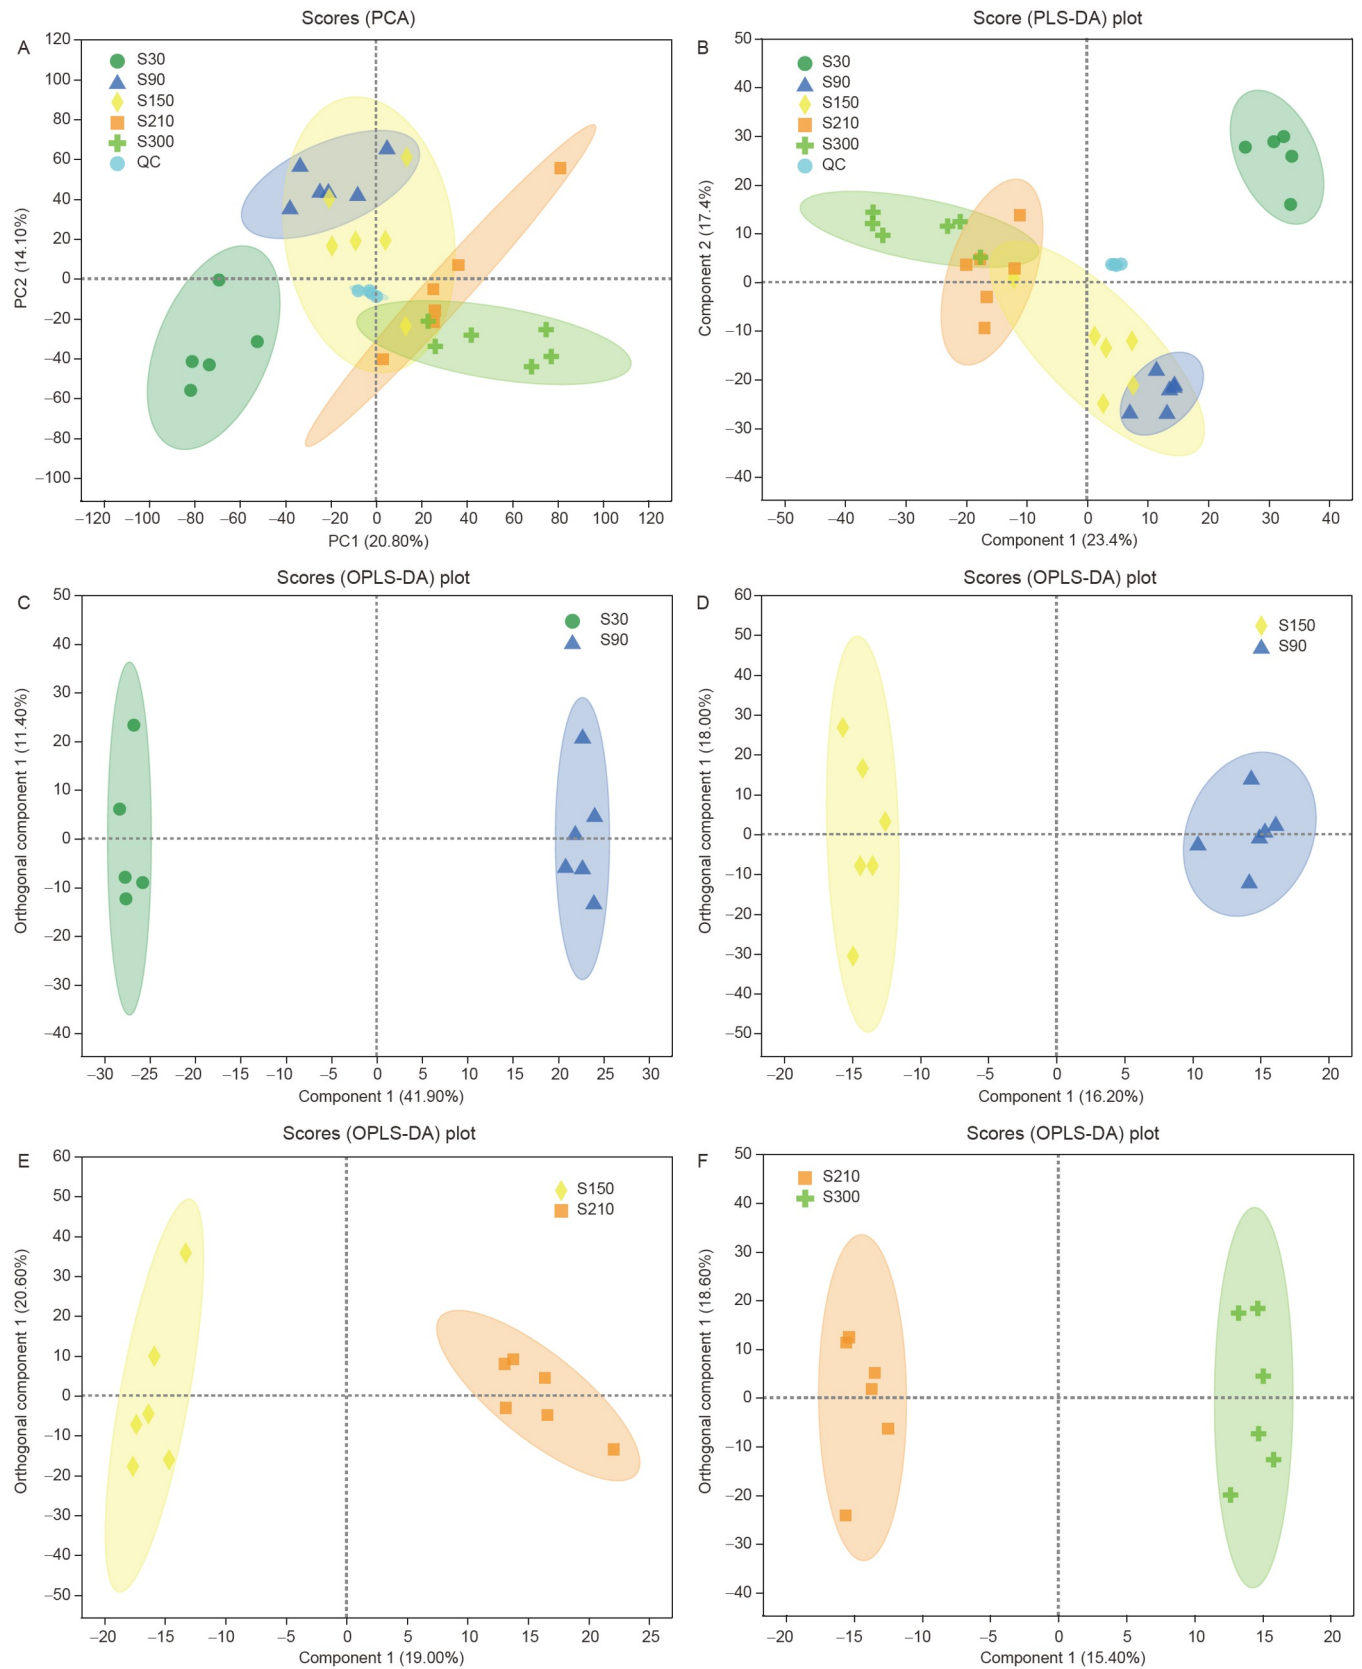 Scores (PCA)
A
120
100
80
60
40
20
0
−20
−40
−60
−80
−100
PC2 (14.10%)
S30
S90
S150
S210
S300
QC
−120 −100 −80 −60 −40 −20 0 20 40 60 80 100 120
PC1 (20.80%)
Score (PLS-DA) plot
B
50
40
30
20
10
0
−10
−20
−30
−40
Component 2 (17.4%)
S30
S90
S150
S210
S300
QC
−50 −40 −30 −20 −10 0 10 20 30 40
Component 1 (23.4%)
Scores (OPLS-DA) plot
C
50
40
30
20
10
0
−10
−20
−30
−40
Orthogonal component 1 (11.40%)
S30
S90
−30 −25 −20 −15 −10 −5 0 5 10 15 20 25 30
Component 1 (41.90%)
Scores (OPLS-DA) plot
D
60
50
40
30
20
10
0
−10
−20
−30
−40
−50
Orthogonal component 1 (18.00%)
S150
S90
−20 −15 −10 −5 0 5 10 15 20
Component 1 (16.20%)
Scores (OPLS-DA) plot
E
60
50
40
30
20
10
0
−10
−20
−30
−40
−50
Orthogonal component 1 (20.60%)
S150
S210
−20 −15 −10 −5 0 5 10 15 20 25
Component 1 (19.00%)
Scores (OPLS-DA) plot
F
50
40
30
20
10
0
−10
−20
−30
−40
Orthogonal component 1 (18.60%)
S210
S300
−20 −15 −10 −5 0 5 10 15 20
Component 1 (15.40%)